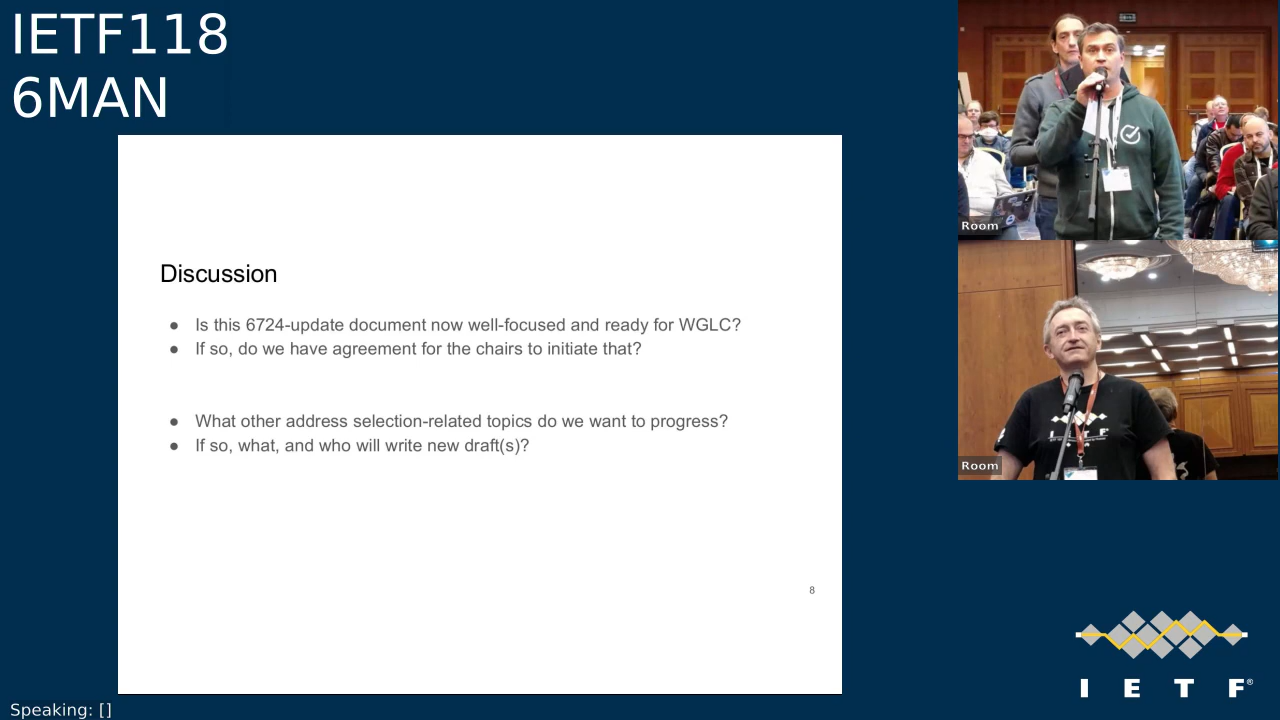 IETF118
6MAN
Discussion
● Is this 6724-update document now well-focused and ready for WGLC?
● If so, do we have agreement for the chairs to initiate that?
● What other address selection-related topics do we want to progress?
● If so, what, and who will write new draft(s)?
8
Room
I E T F
Room
I E T F®
Speaking: []